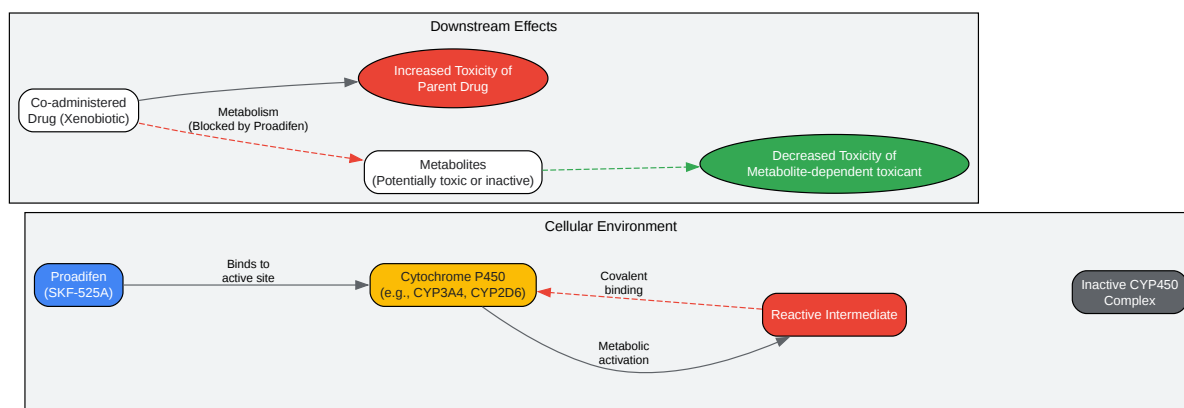 Downstream Effects
Increased Toxicity of
Parent Drug
Co-administered
Drug (Xenobiotic)
Metabolism
(Blocked by Proadifen)
Metabolites
(Potentially toxic or inactive)
Decreased Toxicity of
Metabolite-dependent toxicant
Cellular Environment
Proadifen
(SKF-525A)
Binds to
active site
Cytochrome P450
(e.g., CYP3A4, CYP2D6)
Covalent
binding
Reactive Intermediate
Metabolic
activation
Inactive CYP450
Complex